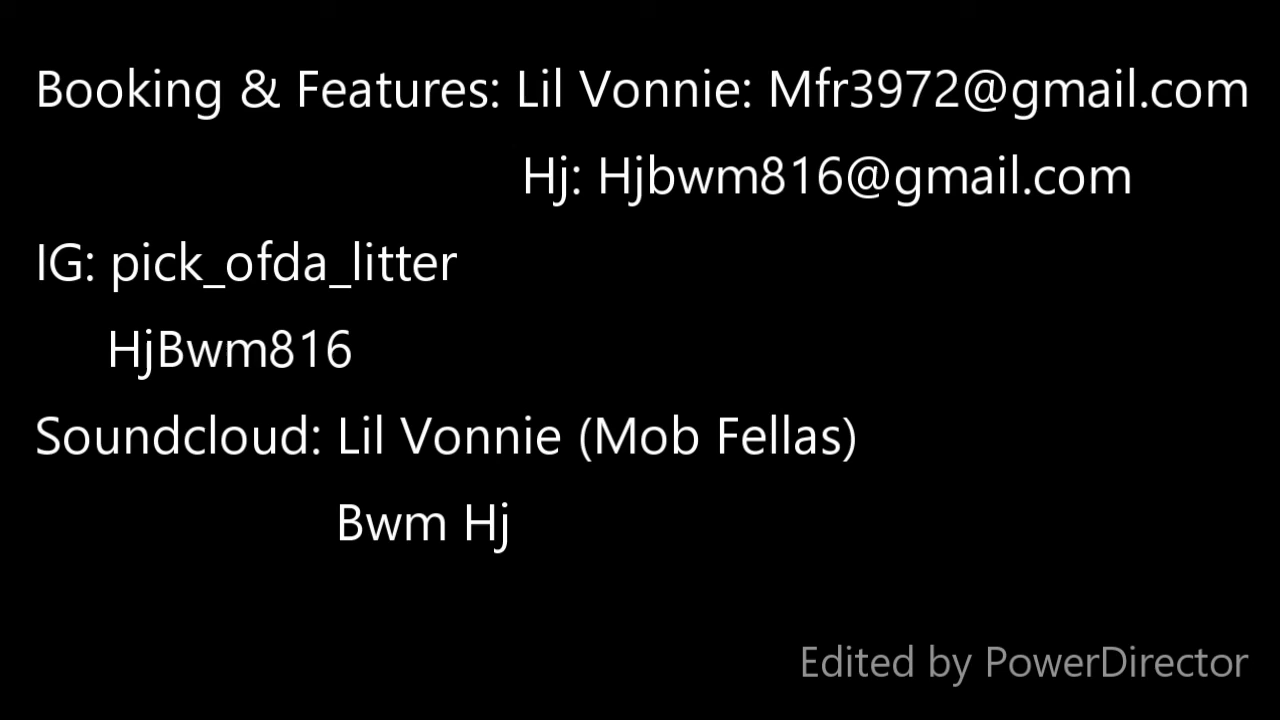 Booking & Features: Lil Vonnie: Mfr3972@gmail.com
Hj: Hjbwm816@gmail.com
IG: pick_ofda_litter
HjBwm816
Soundcloud: Lil Vonnie (Mob Fellas)
Bwm Hj
Edited by PowerDirector